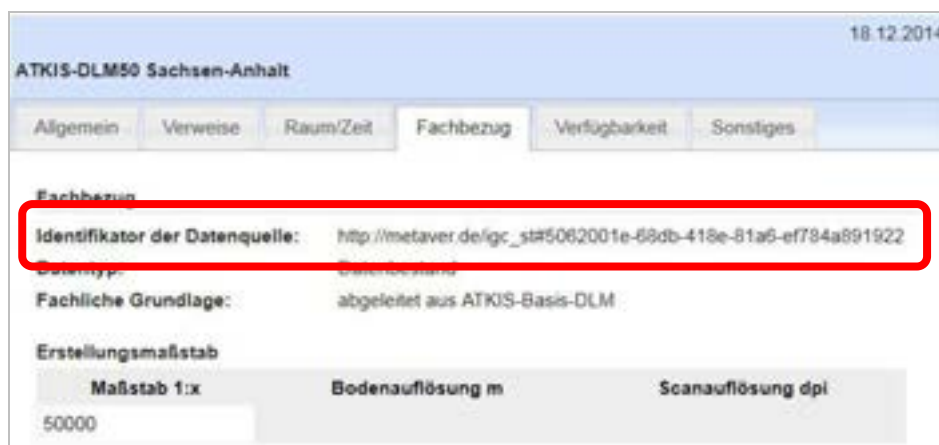 18.12.2014
ATKIS-DLM50 Sachsen-Anhalt
Allgemein Verweise Raum/Zeit Fachbezug Verfügbarkeit Sonstiges
Fachbezug
Identifikator der Datenquelle: http://metaver.de/igc_st#5062001e-68db-418e-81a6-ef784a891922
Datentyp: Datenbestand
Fachliche Grundlage: abgeleitet aus ATKIS-Basis-DLM
Erstellungsmaßstab
Maßstab 1:x Bodenauflösung m Scanauflösung dpi
50000